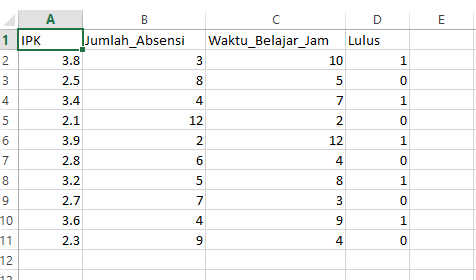 A B C D E
1 IPK Jumlah_Absensi Waktu_Belajar_Jam Lulus
2 3.8 3 10 1
3 2.5 8 5 0
4 3.4 4 7 1
5 2.1 12 2 0
6 3.9 2 12 1
7 2.8 6 4 0
8 3.2 5 8 1
9 2.7 7 3 0
10 3.6 4 9 1
11 2.3 9 4 0
12